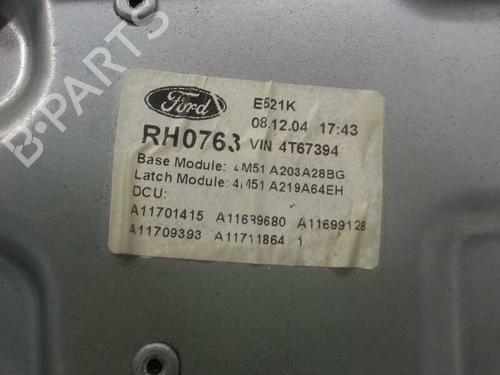 B-PARTS
Ford
E521K
08.12.04 17:43
RH0763 VIN 4T67394
Base Module: 4M51 A203A28BG
Latch Module: 4M51 A219A64EH
DCU:
A11701415 A11639680 A11699128
A11709393 A11711864 1